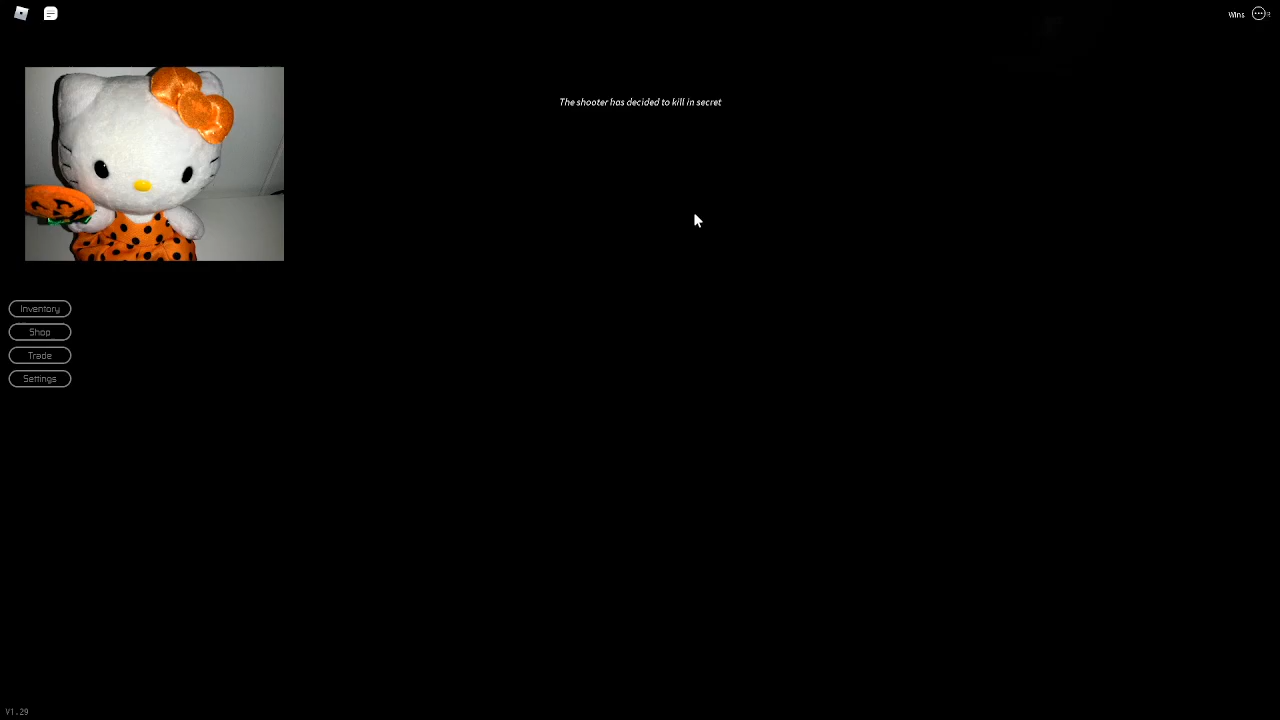 Wins
The shooter has decided to kill in secret
Inventory
Shop
Trade
Settings
V1.29